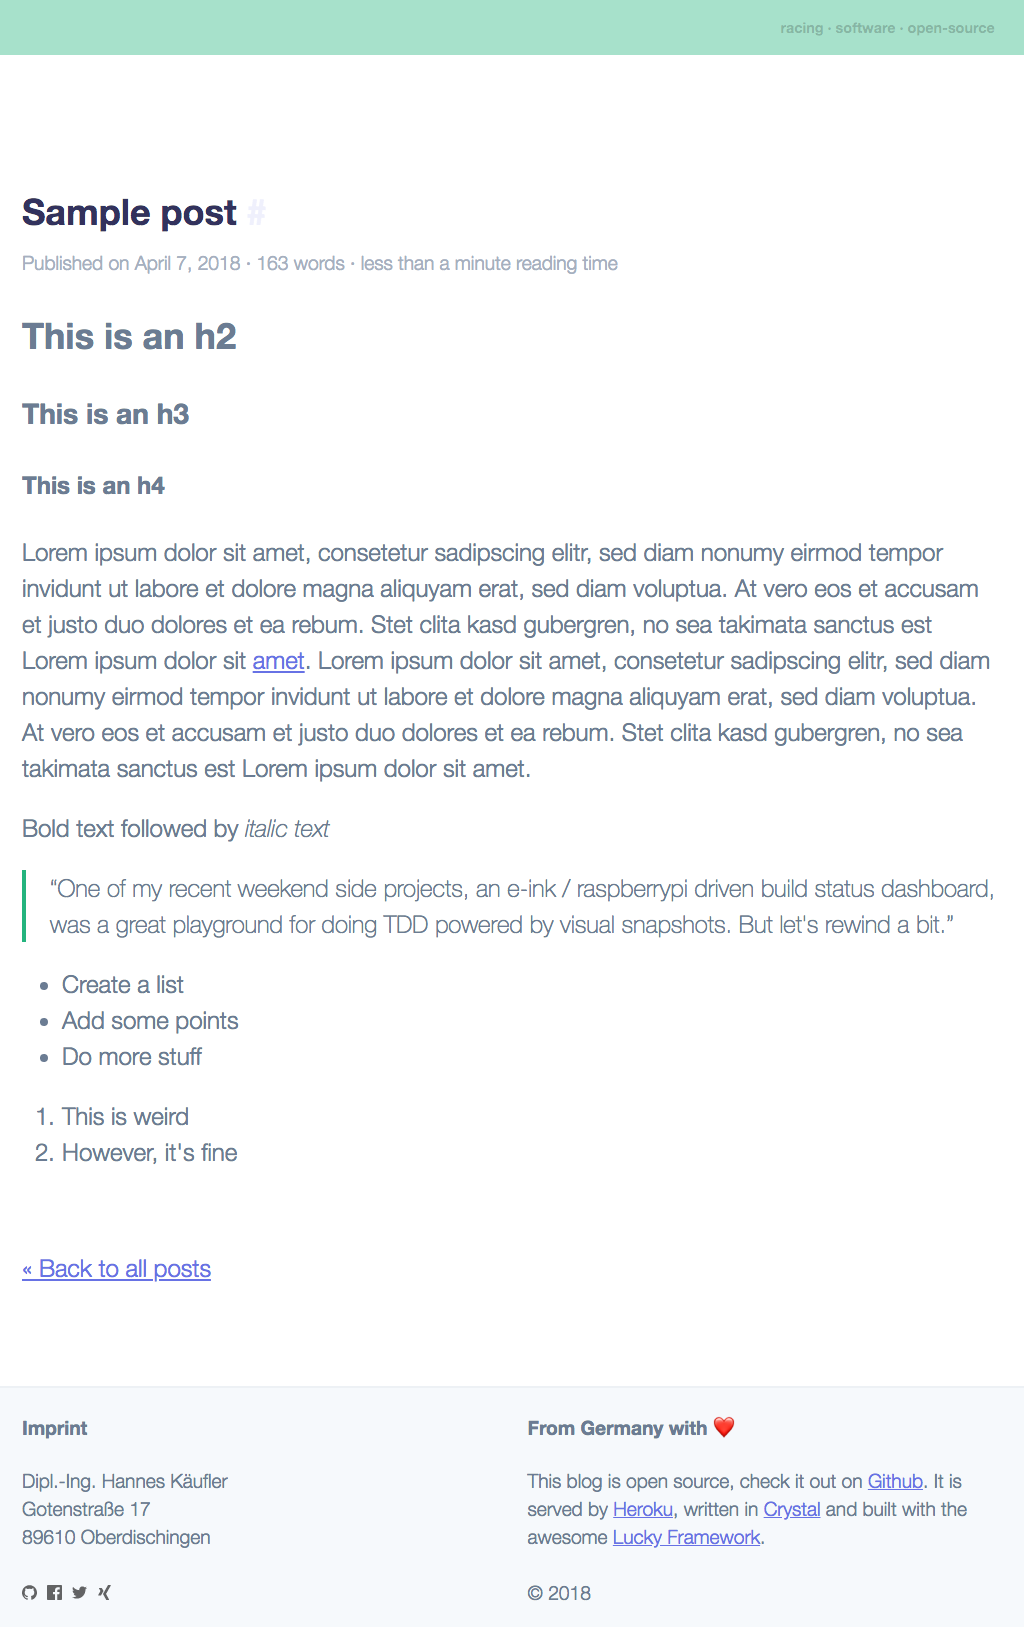 racing · software · open-source
Sample post #
Published on April 7, 2018 · 163 words · less than a minute reading time
This is an h2
This is an h3
This is an h4
Lorem ipsum dolor sit amet, consetetur sadipscing elitr, sed diam nonumy eirmod tempor
invidunt ut labore et dolore magna aliquyam erat, sed diam voluptua. At vero eos et accusam
et justo duo dolores et ea rebum. Stet clita kasd gubergren, no sea takimata sanctus est
Lorem ipsum dolor sit amet. Lorem ipsum dolor sit amet, consetetur sadipscing elitr, sed diam
nonumy eirmod tempor invidunt ut labore et dolore magna aliquyam erat, sed diam voluptua.
At vero eos et accusam et justo duo dolores et ea rebum. Stet clita kasd gubergren, no sea
takimata sanctus est Lorem ipsum dolor sit amet.
Bold text followed by italic text
“One of my recent weekend side projects, an e-ink / raspberrypi driven build status dashboard,
was a great playground for doing TDD powered by visual snapshots. But let's rewind a bit.”
• Create a list
• Add some points
• Do more stuff
1. This is weird
2. However, it's fine
« Back to all posts
Imprint
Dipl.-Ing. Hannes Käufler
Gotenstraße 17
89610 Oberdischingen
From Germany with ❤️
This blog is open source, check it out on Github. It is
served by Heroku, written in Crystal and built with the
awesome Lucky Framework.
© 2018